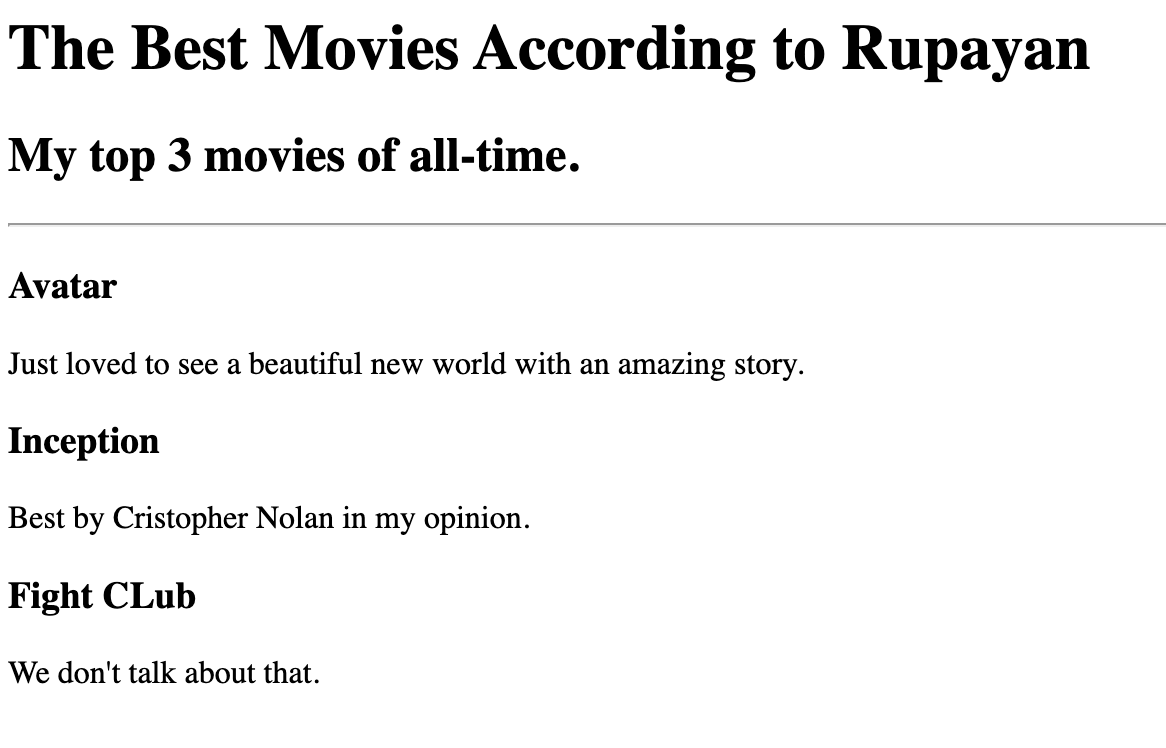 The Best Movies According to Rupayan
My top 3 movies of all-time.
Avatar
Just loved to see a beautiful new world with an amazing story.
Inception
Best by Cristopher Nolan in my opinion.
Fight CLub
We don't talk about that.